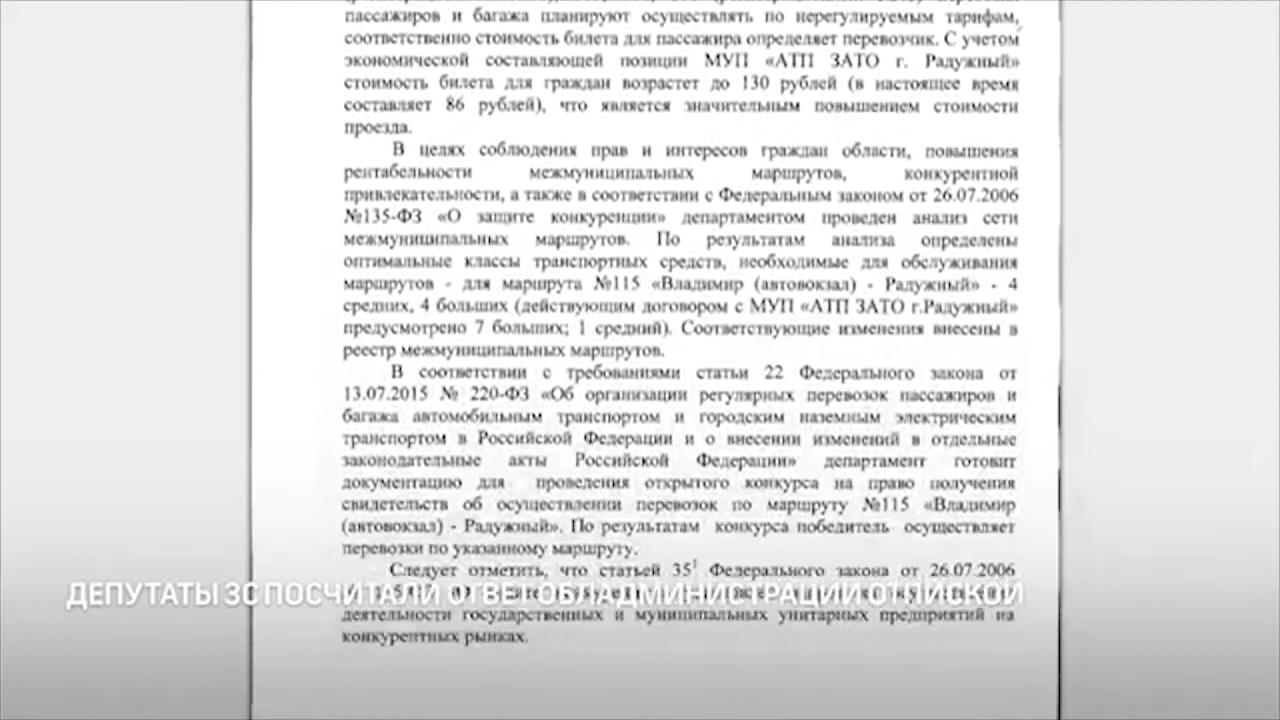 пассажиров и багажа планируют осуществлять по нерегулируемым тарифам,
соответственно стоимость билета для пассажира определяет перевозчик. С учетом
экономической составляющей позиции МУП «АТП ЗАТО г. Радужный»
стоимость билета для граждан возрастет до 130 рублей (в настоящее время
составляет 86 рублей), что является значительным повышением стоимости
проезда.
В целях соблюдения прав и интересов граждан области, повышения
рентабельности межмуниципальных маршрутов, конкурентной
привлекательности, а также в соответствии с Федеральным законом от 26.07.2006
№135-ФЗ «О защите конкуренции» департаментом проведен анализ сети
межмуниципальных маршрутов. По результатам анализа определены
оптимальные классы транспортных средств, необходимые для обслуживания
маршрутов - для маршрута №115 «Владимир (автовокзал) - Радужный» - 4
средних, 4 больших (действующим договором с МУП «АТП ЗАТО г.Радужный»
предусмотрено 7 больших; 1 средний). Соответствующие изменения внесены в
реестр межмуниципальных маршрутов.
В соответствии с требованиями статьи 22 Федерального закона от
13.07.2015 № 220-ФЗ «Об организации регулярных перевозок пассажиров и
багажа автомобильным транспортом и городским наземным электрическим
транспортом в Российской Федерации и о внесении изменений в отдельные
законодательные акты Российской Федерации» департамент готовит
документацию для проведения открытого конкурса на право получения
свидетельств об осуществлении перевозок по маршруту №115 «Владимир
(автовокзал) - Радужный». По результатам конкурса победитель осуществляет
перевозки по указанному маршруту.
Следует отметить, что статьей 35¹ Федерального закона от 26.07.2006
ДЕПУТАТЫ ЗС ПОСЧИТАЛИ ОТВЕТ ОБЛАДМИНИСТРАЦИИ ОТПИСКОЙ
деятельности государственных и муниципальных унитарных предприятий на
конкурентных рынках.